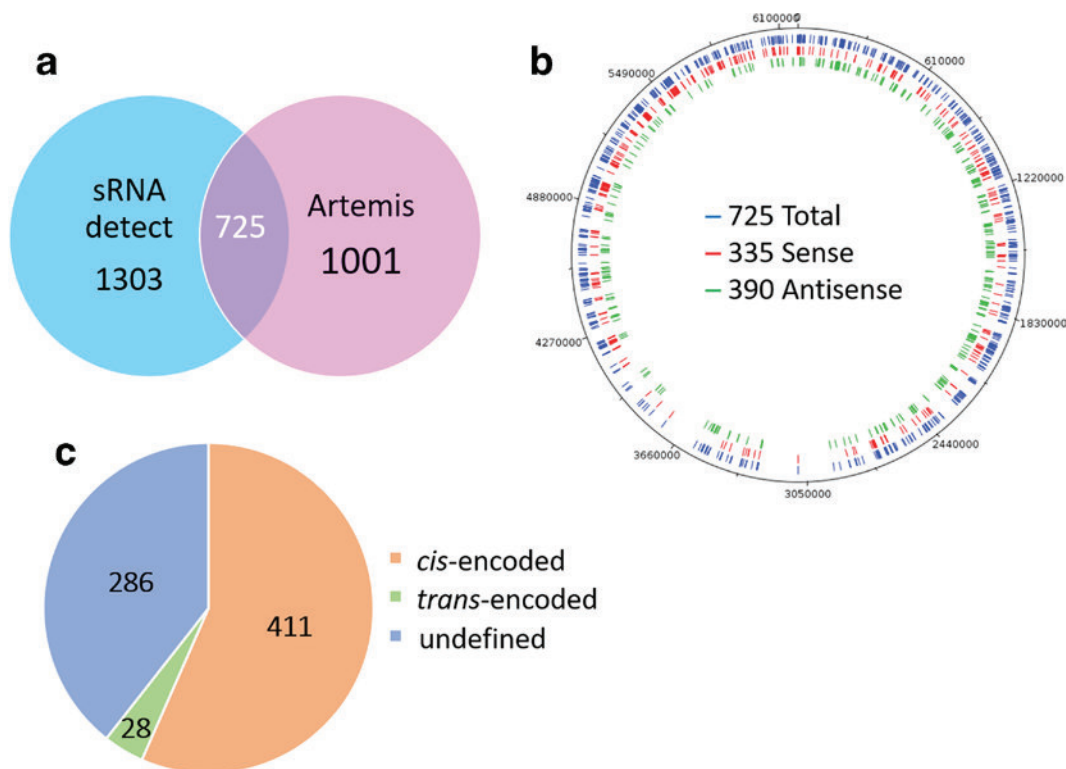 a
sRNA
detect
1303
725
Artemis
1001
b
6100000
0
610000
1220000
1830000
2440000
3050000
3660000
4270000
4880000
5490000
725 Total
335 Sense
390 Antisense
c
286
28
411
cis-encoded
trans-encoded
undefined